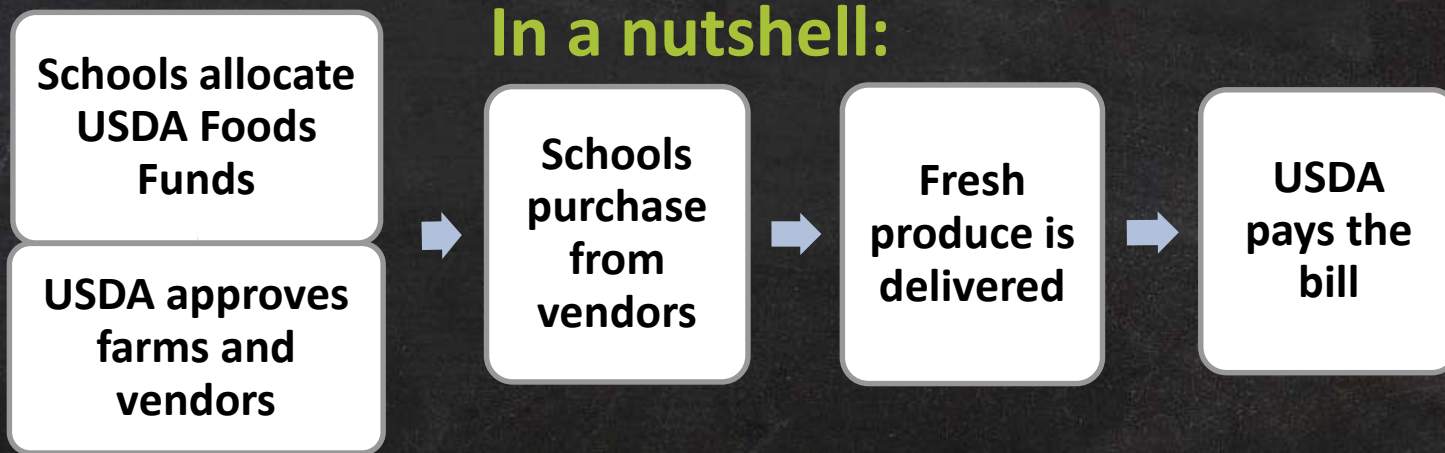 In a nutshell:
Schools allocate
USDA Foods
Funds
USDA approves
farms and
vendors
Schools
purchase
from
vendors
Fresh
produce is
delivered
USDA
pays the
bill